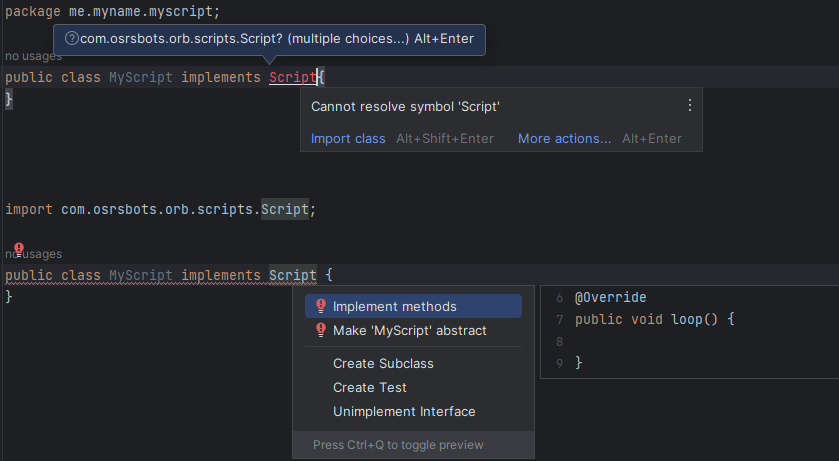 package me.myname.myscript;
?com.osrsbots.orb.scripts.Script? (multiple choices...) Alt+Enter
no usages
public class MyScript implements Script{
}
Cannot resolve symbol 'Script'
Import class Alt+Shift+Enter More actions... Alt+Enter
import com.osrsbots.orb.scripts.Script;
no usages
public class MyScript implements Script {
}
Implement methods
Make 'MyScript' abstract
Create Subclass
Create Test
Unimplement Interface
Press Ctrl+Q to toggle preview
6 @Override
7 public void loop() {
8
9 }